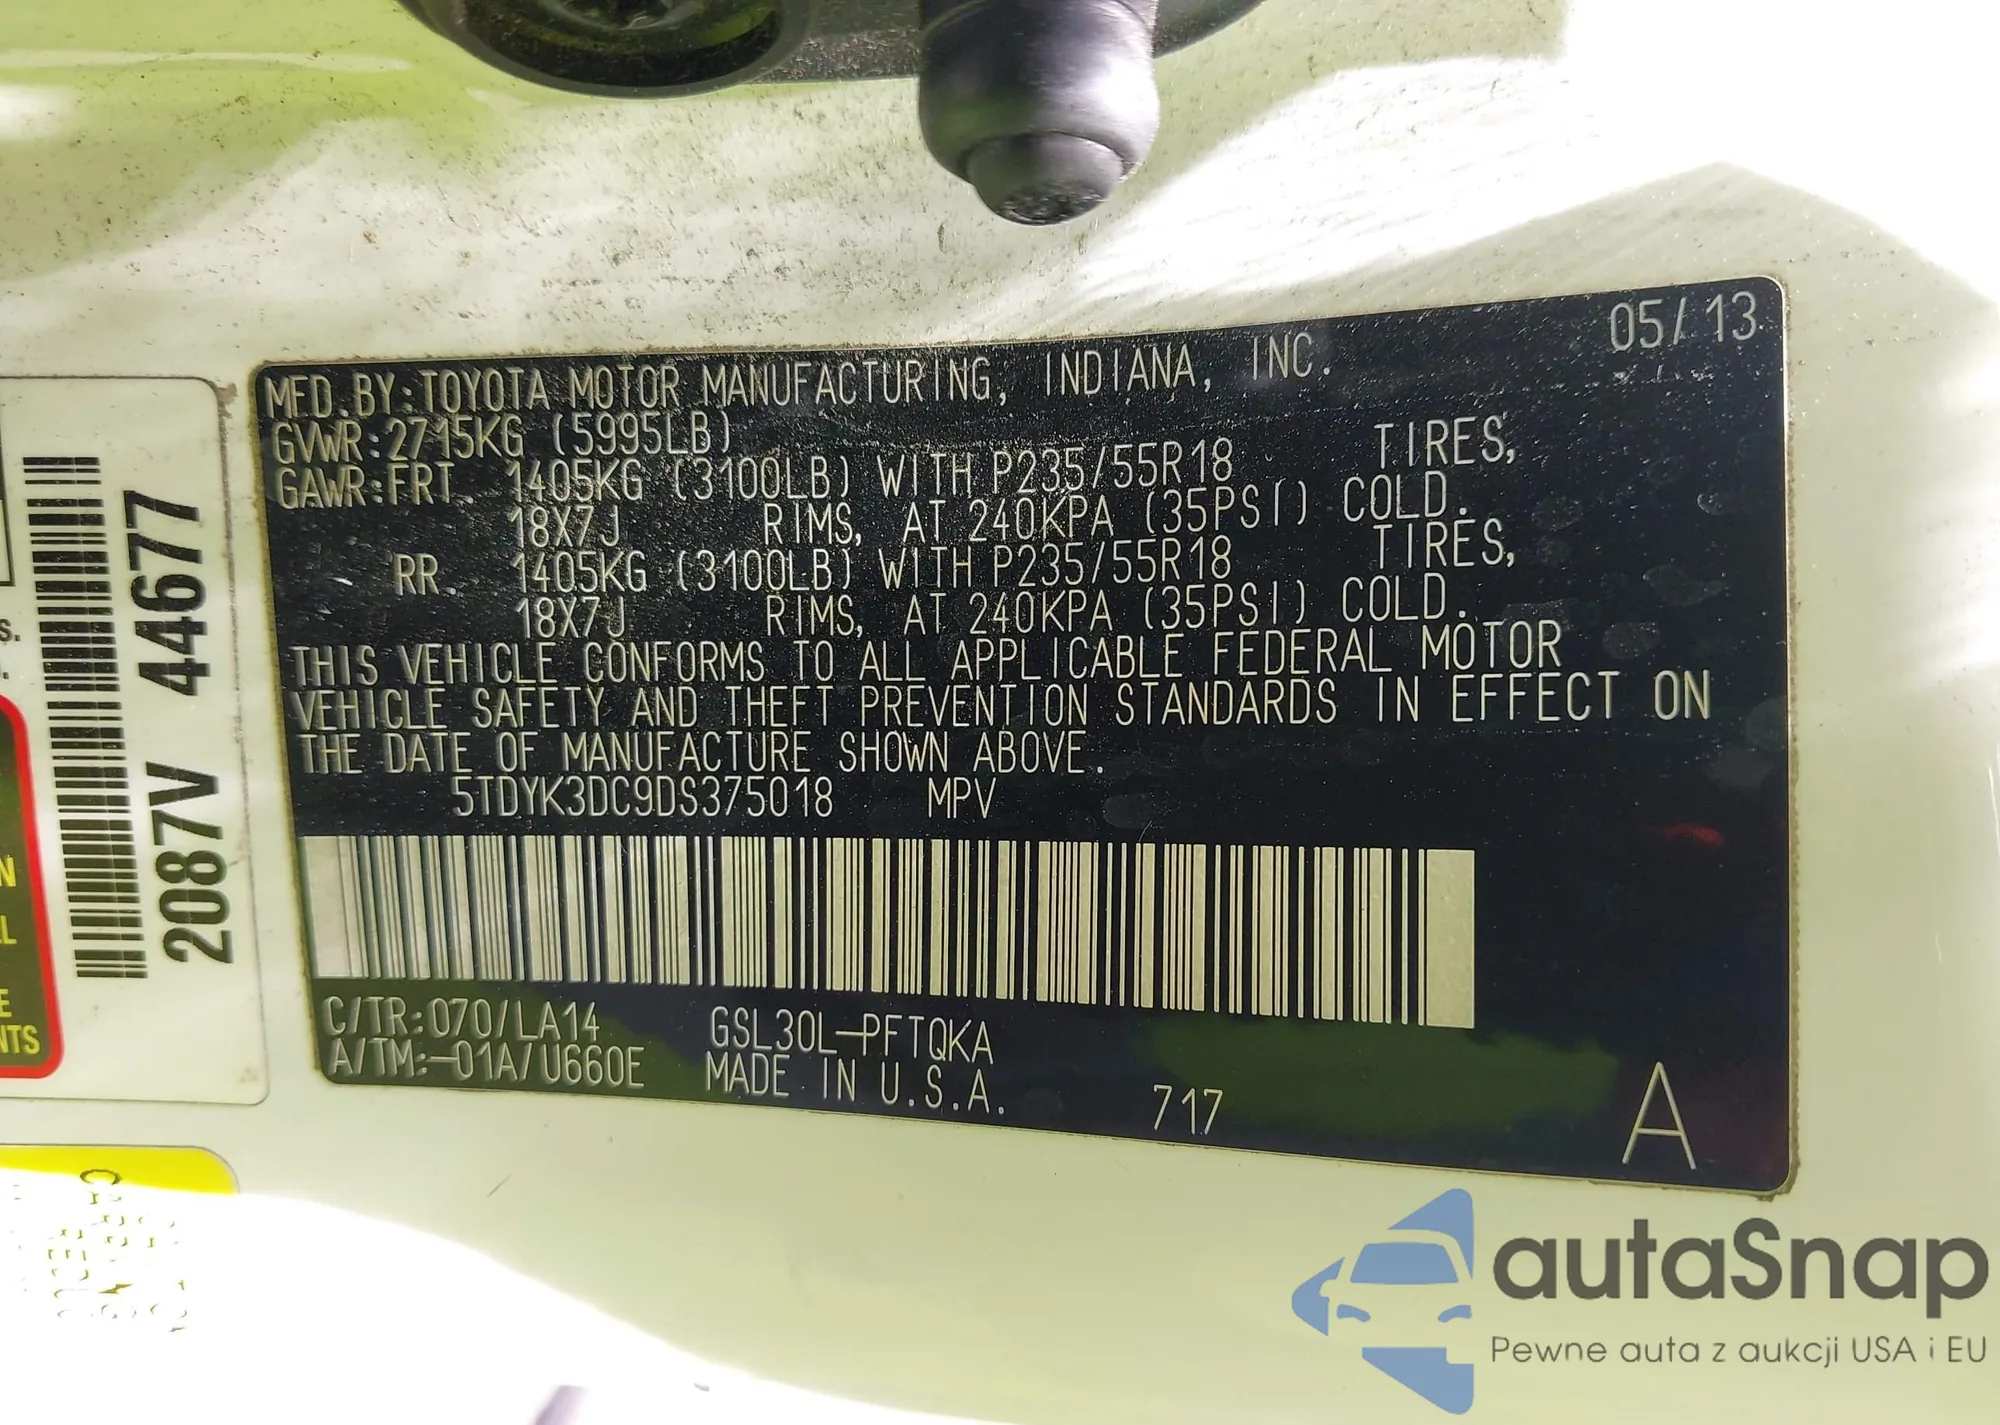 05/13
MFD.BY:TOYOTA MOTOR MANUFACTURING, INDIANA, INC.
GVWR:2715KG (5995LB)
GAWR:FRT. 1405KG (3100LB) WITH P235/55R18 TIRES,
18X7J RIMS, AT 240KPA (35PSI) COLD.
RR. 1405KG (3100LB) WITH P235/55R18 TIRES,
18X7J RIMS, AT 240KPA (35PSI) COLD.
THIS VEHICLE CONFORMS TO ALL APPLICABLE FEDERAL MOTOR
VEHICLE SAFETY AND THEFT PREVENTION STANDARDS IN EFFECT ON
THE DATE OF MANUFACTURE SHOWN ABOVE.
5TDYK3DC9DS375018 MPV
C/TR:070/LA14 GSL30L-PFTQKA
A/TM:-01A/U660E MADE IN U.S.A. 717 A
2087V 44677
autaSnap
Pewne auta z aukcji USA i EU